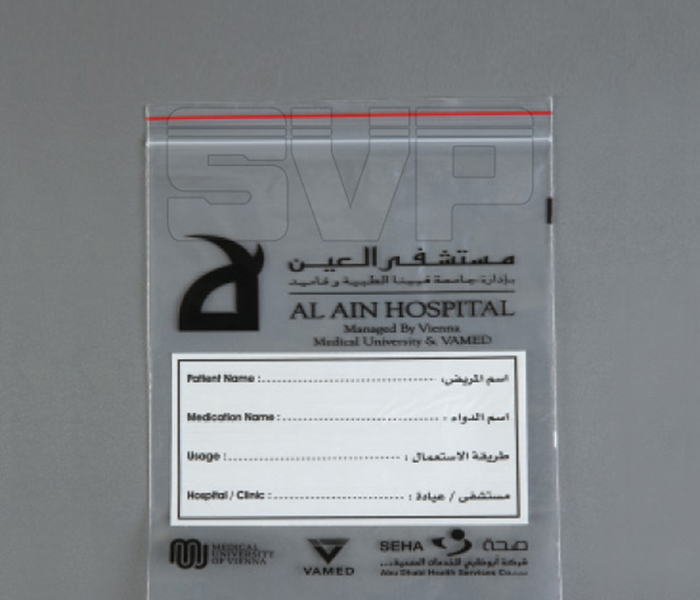 SVP
مستشفى العين
بإدارة جامعة فيينا الطبية و فاميد
AL AIN HOSPITAL
Managed By Vienna
Medical University & VAMED
Patient Name :.......... اسم المريض:
Medication Name :.......... اسم الدواء :
Usage :.......... طريقة الاستعمال :
Hospital / Clinic :.......... مستشفى / عيادة :
MEDICAL
UNIVERSITY
OF VIENNA
VAMED
SEHA صحة
شركة أبوظبي للخدمات الصحية
Abu Dhabi Health Services Co.